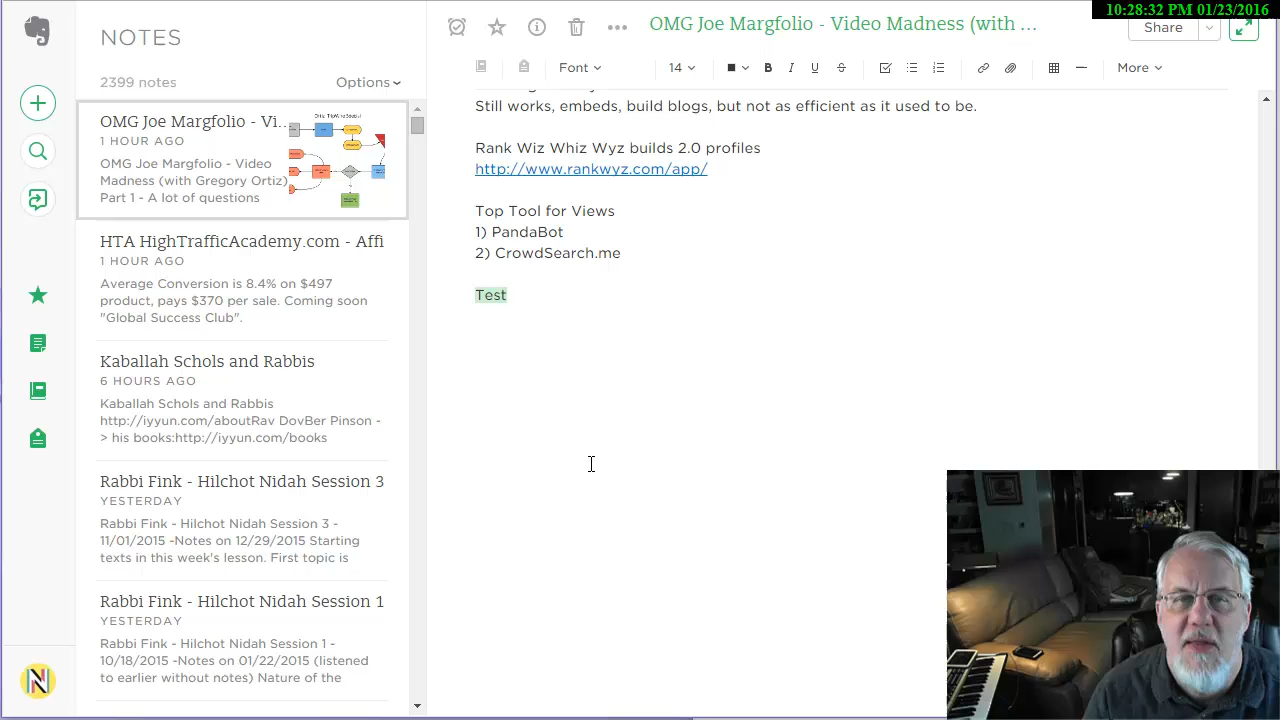 10:28:32 PM 01/23/2016
NOTES
2399 notes
Options
OMG Joe Margfolio - Vi...
1 HOUR AGO
OMG Joe Margfolio - Video
Madness (with Gregory Ortiz)
Part 1 - A lot of questions
HTA HighTrafficAcademy.com - Affi
1 HOUR AGO
Average Conversion is 8.4% on $497
product, pays $370 per sale. Coming soon
"Global Success Club".
Kaballah Schols and Rabbis
6 HOURS AGO
Kaballah Schols and Rabbis
http://iyyun.com/aboutRav DovBer Pinson -
> his books:http://iyyun.com/books
Rabbi Fink - Hilchot Nidah Session 3
YESTERDAY
Rabbi Fink - Hilchot Nidah Session 3 -
11/01/2015 -Notes on 12/29/2015 Starting
texts in this week's lesson. First topic is
Rabbi Fink - Hilchot Nidah Session 1
YESTERDAY
Rabbi Fink - Hilchot Nidah Session 1 -
10/18/2015 -Notes on 01/22/2015 (listened
to earlier without notes) Nature of the
OMG Joe Margfolio - Video Madness (with ...
Share
Font
14
B I U S
More
Still works, embeds, build blogs, but not as efficient as it used to be.
Rank Wiz Whiz Wyz builds 2.0 profiles
http://www.rankwyz.com/app/
Top Tool for Views
1) PandaBot
2) CrowdSearch.me
Test